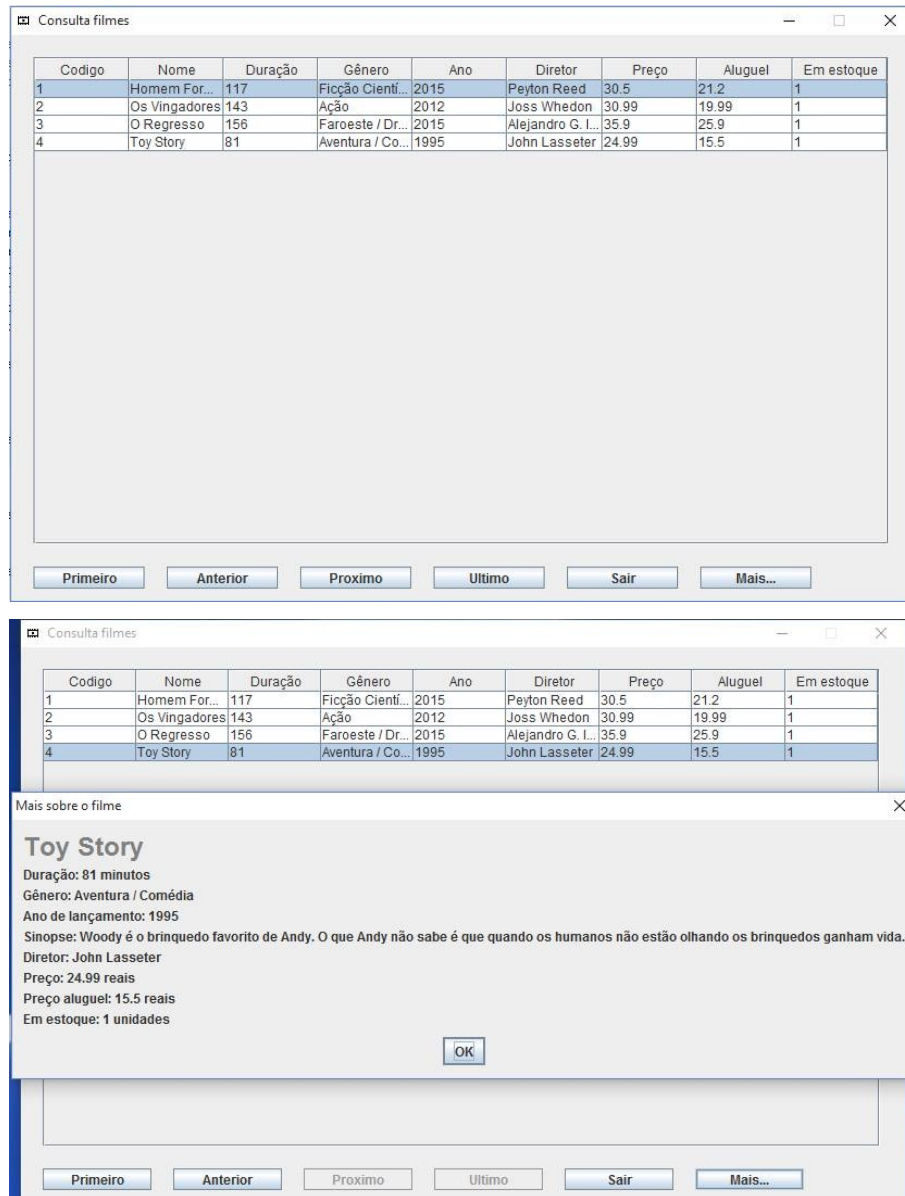 Consulta filmes
Codigo Nome Duração Gênero Ano Diretor Preço Aluguel Em estoque
1 Homem For... 117 Ficção Cientí... 2015 Peyton Reed 30.5 21.2 1
2 Os Vingadores 143 Ação 2012 Joss Whedon 30.99 19.99 1
3 O Regresso 156 Faroeste / Dr... 2015 Alejandro G. I... 35.9 25.9 1
4 Toy Story 81 Aventura / Co... 1995 John Lasseter 24.99 15.5 1
Primeiro Anterior Proximo Ultimo Sair Mais...
Consulta filmes
Codigo Nome Duração Gênero Ano Diretor Preço Aluguel Em estoque
1 Homem For... 117 Ficção Cientí... 2015 Peyton Reed 30.5 21.2 1
2 Os Vingadores 143 Ação 2012 Joss Whedon 30.99 19.99 1
3 O Regresso 156 Faroeste / Dr... 2015 Alejandro G. I... 35.9 25.9 1
4 Toy Story 81 Aventura / Co... 1995 John Lasseter 24.99 15.5 1
Mais sobre o filme
Toy Story
Duração: 81 minutos
Gênero: Aventura / Comédia
Ano de lançamento: 1995
Sinopse: Woody é o brinquedo favorito de Andy. O que Andy não sabe é que quando os humanos não estão olhando os brinquedos ganham vida.
Diretor: John Lasseter
Preço: 24.99 reais
Preço aluguel: 15.5 reais
Em estoque: 1 unidades
OK
Primeiro Anterior Proximo Ultimo Sair Mais...